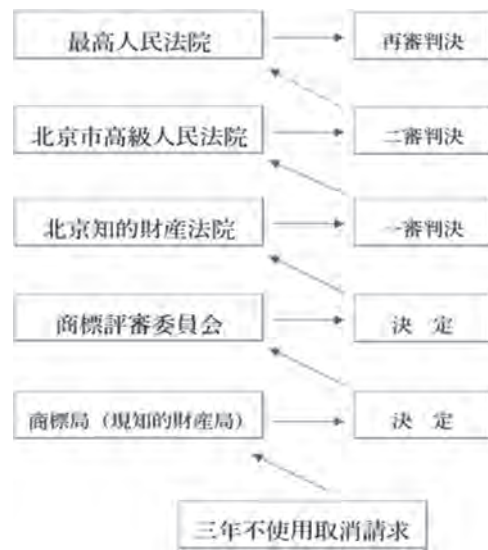 最高人民法院
再審判決
北京市高級人民法院
二審判決
北京知的財産法院
一審判決
商標評審委員会
決 定
商標局（現知的財産局）
決 定
三年不使用取消請求